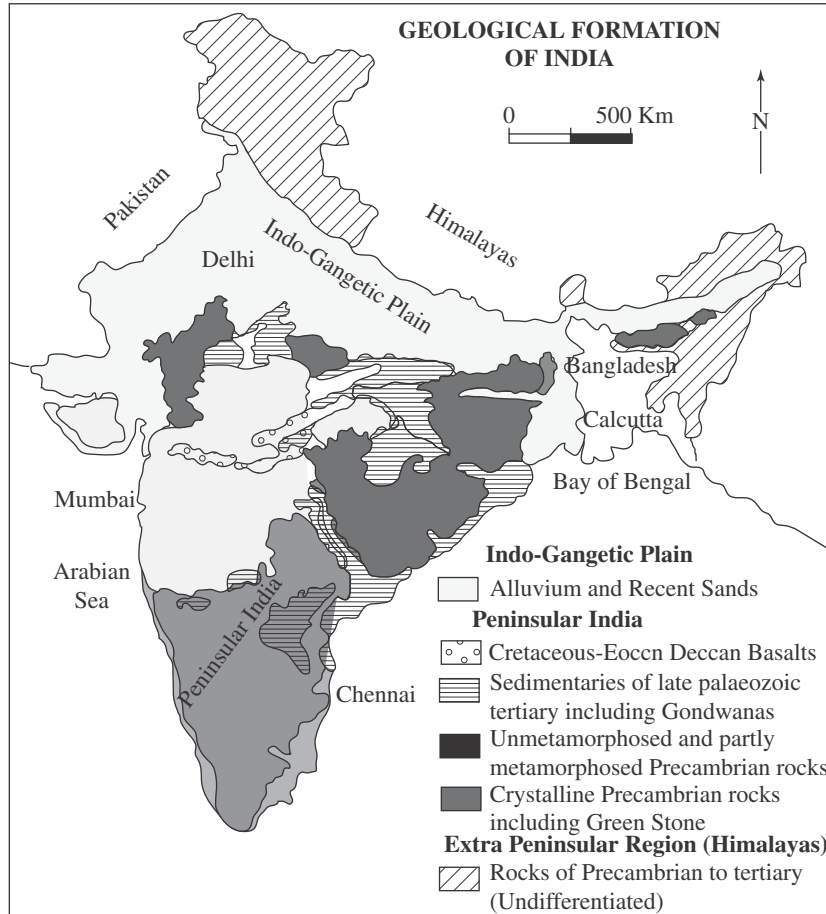 GEOLOGICAL FORMATION
OF INDIA
0 500 Km
N
Pakistan
Himalayas
Indo-Gangetic Plain
Delhi
Bangladesh
Calcutta
Bay of Bengal
Mumbai
Arabian
Sea
Peninsular India
Chennai
Indo-Gangetic Plain
Alluvium and Recent Sands
Peninsular India
Cretaceous-Eoccn Deccan Basalts
Sedimentaries of late palaeozoic
tertiary including Gondwanas
Unmetamorphosed and partly
metamorphosed Precambrian rocks
Crystalline Precambrian rocks
including Green Stone
Extra Peninsular Region (Himalayas)
Rocks of Precambrian to tertiary
(Undifferentiated)